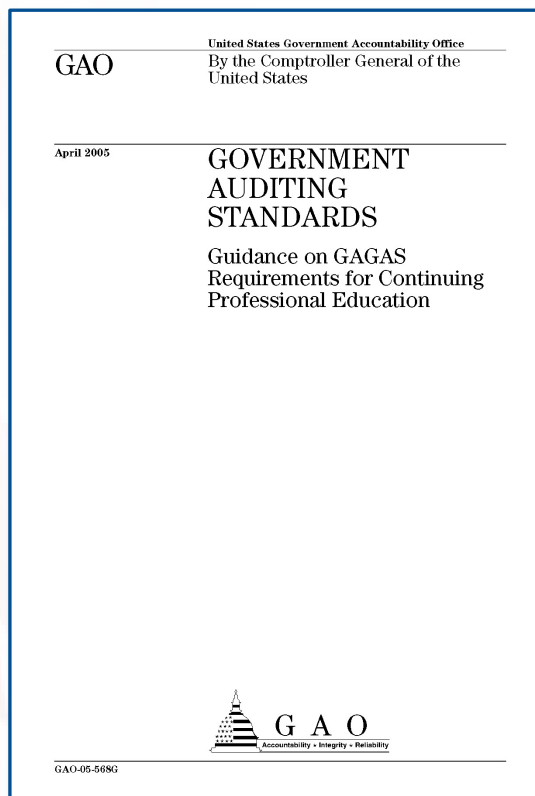 United States Government Accountability Office
GAO
By the Comptroller General of the
United States
April 2005
GOVERNMENT
AUDITING
STANDARDS
Guidance on GAGAS
Requirements for Continuing
Professional Education
G A O
Accountability * Integrity * Reliability
GAO-05-568G